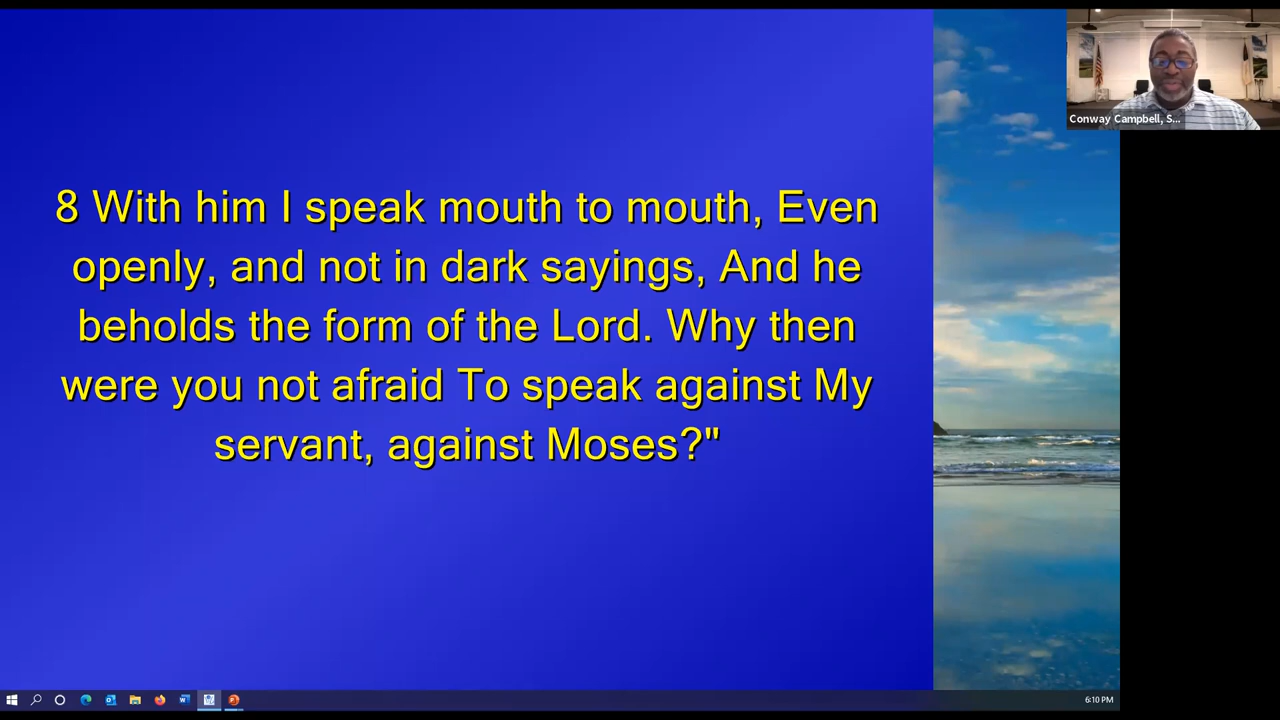 8 With him I speak mouth to mouth, Even
openly, and not in dark sayings, And he
beholds the form of the Lord. Why then
were you not afraid To speak against My
servant, against Moses?"
Conway Campbell, S...
6:10 PM